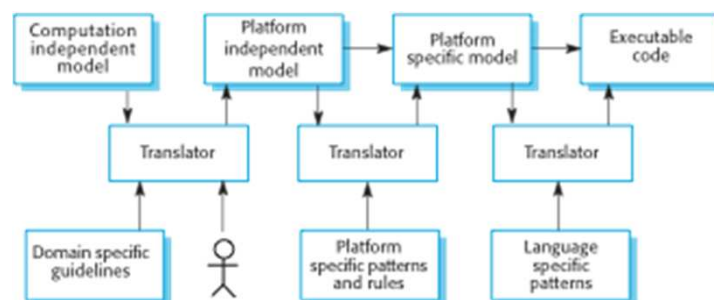 Computation
independent
model
Platform
independent
model
Platform
specific model
Executable
code
Translator
Translator
Translator
Domain specific
guidelines
Platform
specific patterns
and rules
Language
specific
patterns